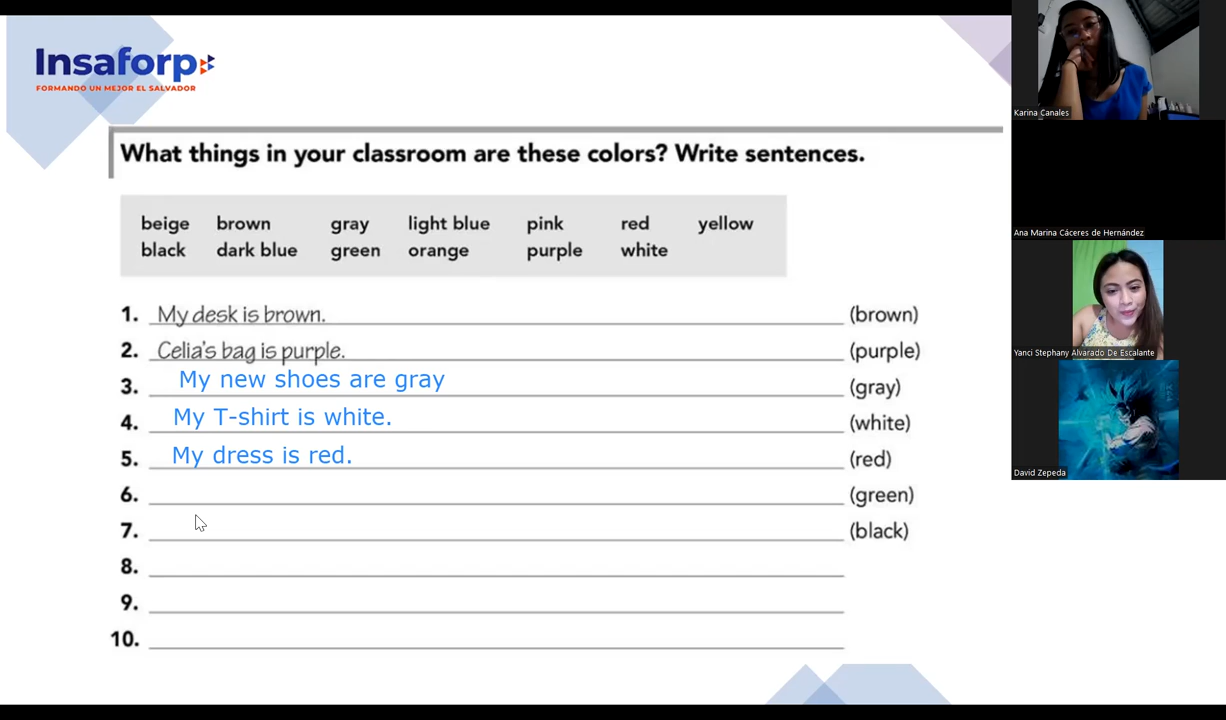 Insaforp
FORMANDO UN MEJOR EL SALVADOR
What things in your classroom are these colors? Write sentences.
beige brown gray light blue pink red yellow
black dark blue green orange purple white
1. My desk is brown. (brown)
2. Celia's bag is purple. (purple)
3. My new shoes are gray (gray)
4. My T-shirt is white. (white)
5. My dress is red. (red)
6. (green)
7. (black)
8.
9.
10.
Karina Canales
Ana Marina Cáceres de Hernández
Yanci Stephany Alvarado De Escalante
David Zepeda